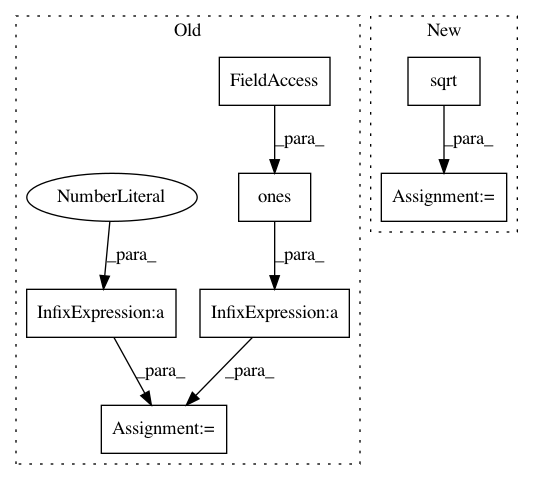 Old
New
FieldAccess
sqrt
_para_
_para_
NumberLiteral
ones
Assignment:=
_para_
_para_
InfixExpression:a
InfixExpression:a
_para_
_para_
Assignment:=